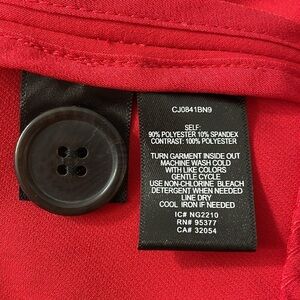 CJ0841BN9
SELF:
90% POLYESTER 10% SPANDEX
CONTRAST: 100% POLYESTER
TURN GARMENT INSIDE OUT
MACHINE WASH COLD
WITH LIKE COLORS
GENTLE CYCLE
USE NON-CHLORINE BLEACH
DETERGENT WHEN NEEDED
LINE DRY
COOL IRON IF NEEDED
IC# NG2210
RN# 95377
CA# 32054